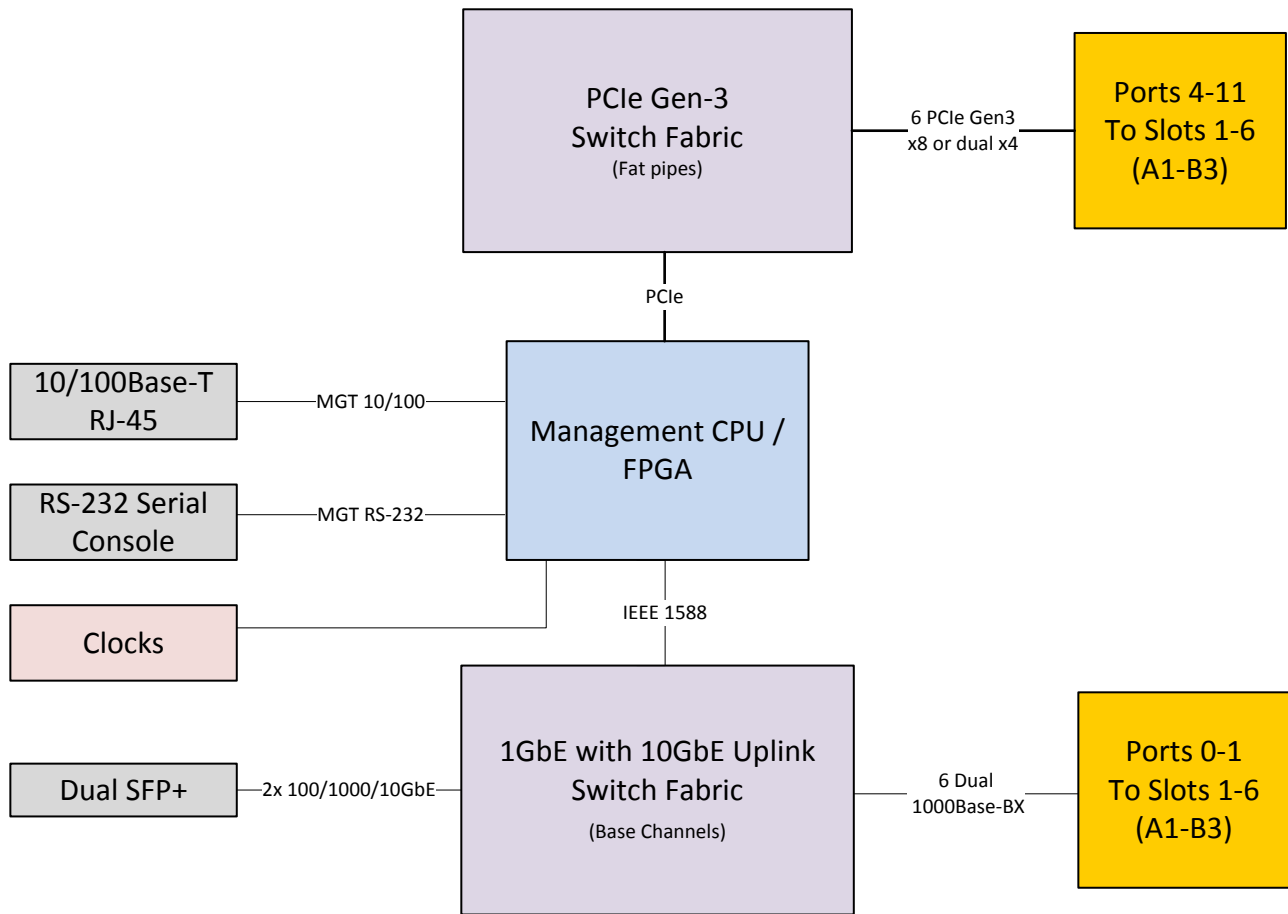 PCIe Gen-3
Switch Fabric
(Fat pipes)
6 PCIe Gen3
x8 or dual x4
Ports 4-11
To Slots 1-6
(A1-B3)
PCIe
10/100Base-T
RJ-45
MGT 10/100
Management CPU /
FPGA
RS-232 Serial
Console
MGT RS-232
Clocks
IEEE 1588
Dual SFP+
2x 100/1000/10GbE
1GbE with 10GbE Uplink
Switch Fabric
(Base Channels)
6 Dual
1000Base-BX
Ports 0-1
To Slots 1-6
(A1-B3)